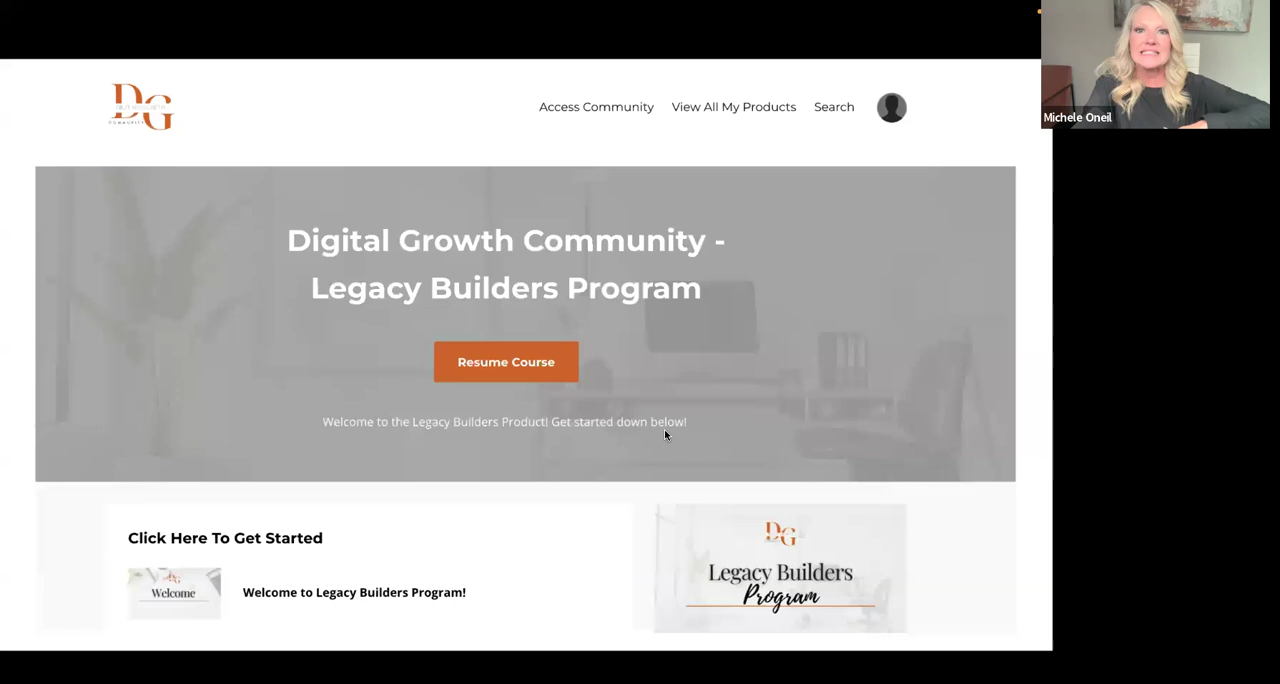 DG
COMMUNITY
Access Community
View All My Products
Search
Michele Oneil
Digital Growth Community -
Legacy Builders Program
Resume Course
Welcome to the Legacy Builders Product! Get started down below!
Click Here To Get Started
Welcome
Welcome to Legacy Builders Program!
DG
Legacy Builders
Program